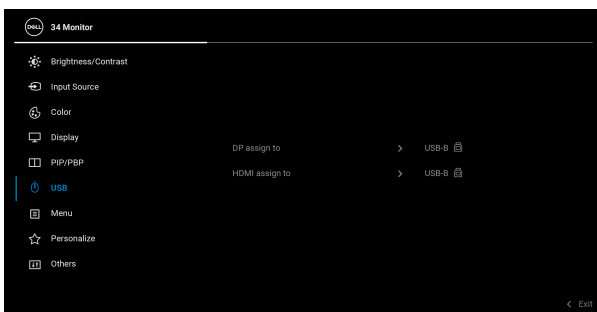 DELL 34 Monitor
Brightness/Contrast
Input Source
Color
Display
DP assign to USB-B
PIP/PBP
HDMI assign to USB-B
USB
Menu
Personalize
Others
Exit